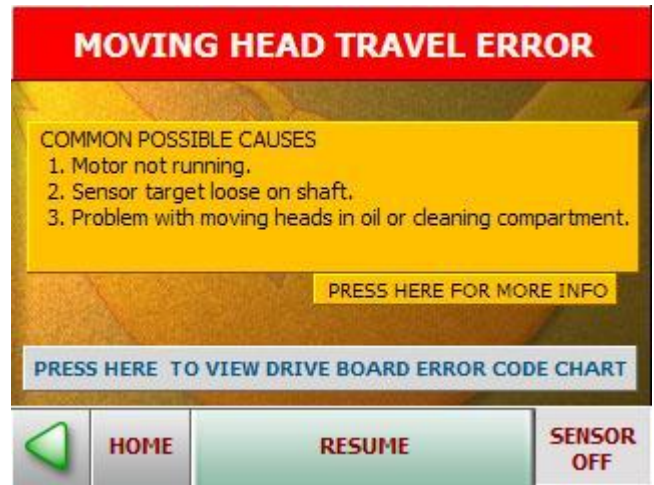 MOVING HEAD TRAVEL ERROR
COMMON POSSIBLE CAUSES
1. Motor not running.
2. Sensor target loose on shaft.
3. Problem with moving heads in oil or cleaning compartment.
PRESS HERE FOR MORE INFO
PRESS HERE TO VIEW DRIVE BOARD ERROR CODE CHART
HOME
RESUME
SENSOR
OFF